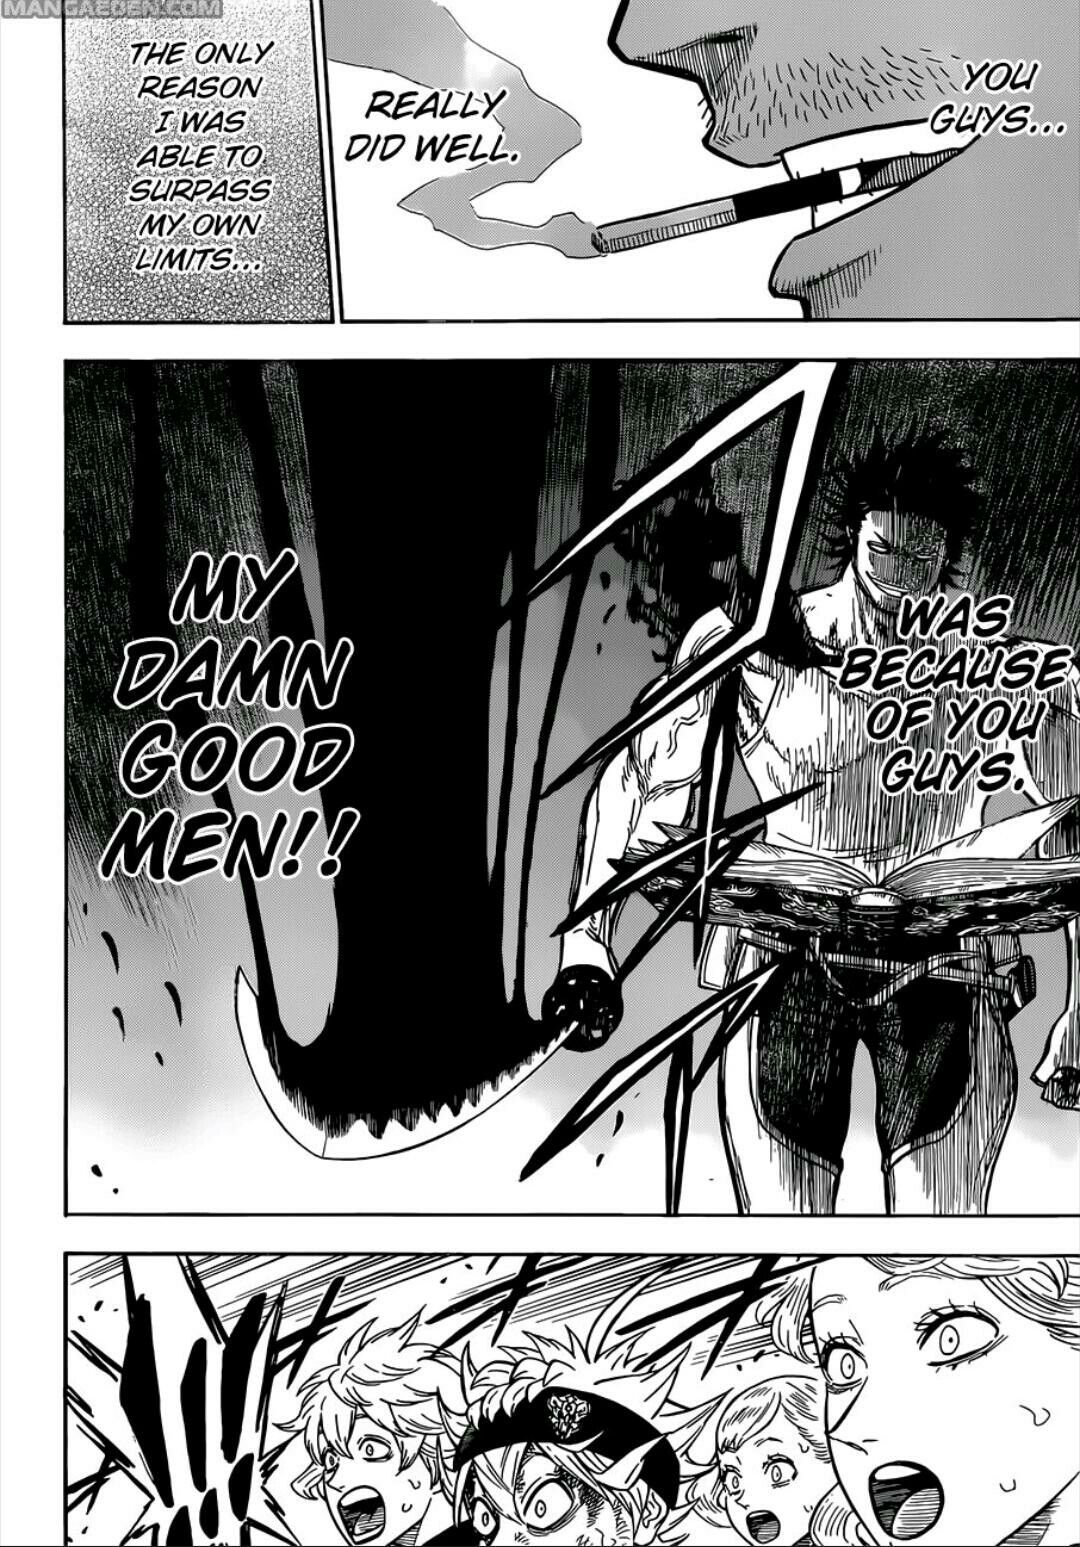 MANGAEDEN.COM
YOU
GUYS...
REALLY
DID WELL.
THE ONLY
REASON
I WAS
ABLE TO
SURPASS
MY OWN
LIMITS...
WAS
BECAUSE
OF YOU
GUYS.
MY
DAMN
GOOD
MEN!!